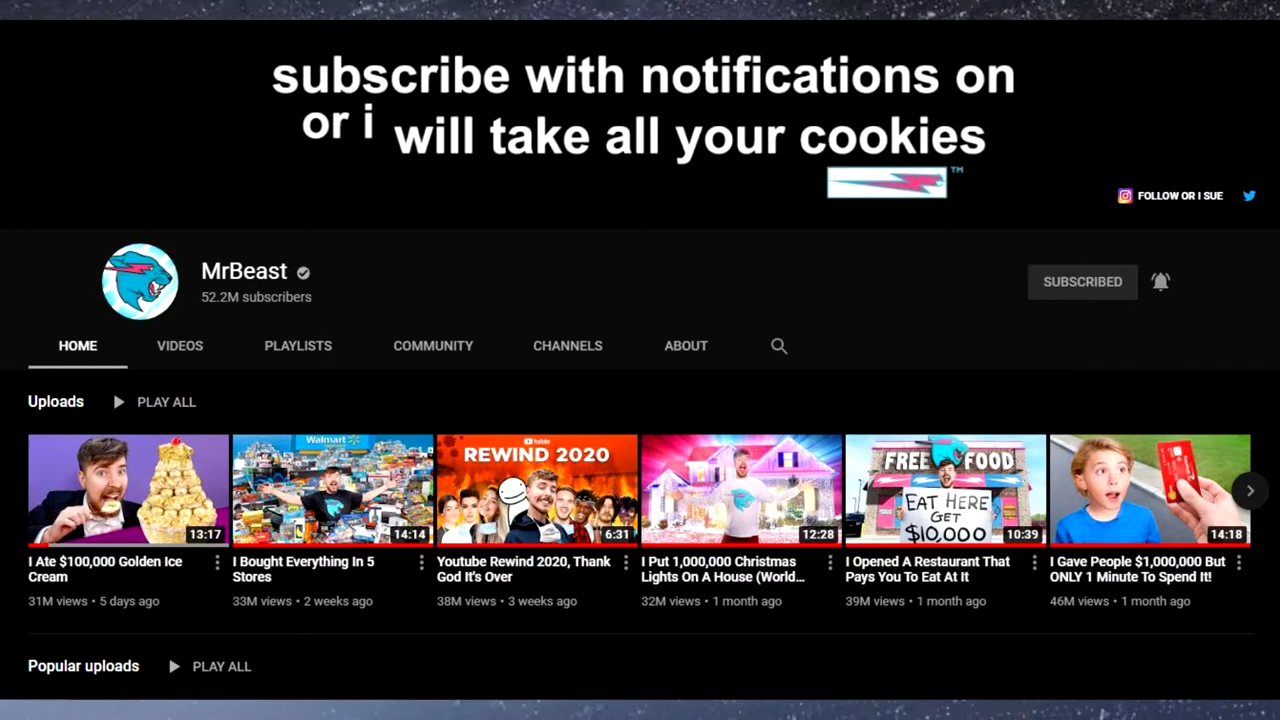 subscribe with notifications on
or i will take all your cookies
™
FOLLOW OR I SUE
MrBeast
52.2M subscribers
SUBSCRIBED
HOME VIDEOS PLAYLISTS COMMUNITY CHANNELS ABOUT
Uploads PLAY ALL
Walmart
YouTube
REWIND 2020
FREE FOOD
EAT HERE
GET
$10,000
13:17 14:14 6:31 12:28 10:39 14:18
I Ate $100,000 Golden Ice
Cream
31M views • 5 days ago
I Bought Everything In 5
Stores
33M views • 2 weeks ago
Youtube Rewind 2020, Thank
God It's Over
38M views • 3 weeks ago
I Put 1,000,000 Christmas
Lights On A House (World...
32M views • 1 month ago
I Opened A Restaurant That
Pays You To Eat At It
39M views • 1 month ago
I Gave People $1,000,000 But
ONLY 1 Minute To Spend It!
46M views • 1 month ago
Popular uploads PLAY ALL